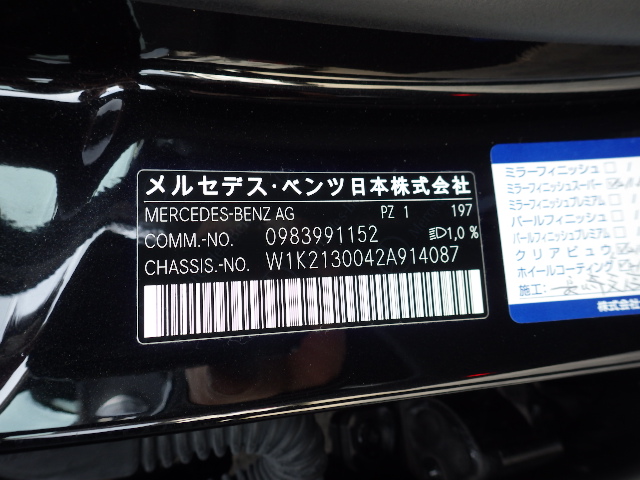 メルセデス・ベンツ日本株式会社
MERCEDES-BENZ AG PZ 1 197
COMM.-NO. 0983991152 1,0 %
CHASSIS.-NO. W1K2130042A914087
ミラーフィニッシュ
ミラーフィニッシュスーパー
ミラーフィニッシュプレミアム
パールフィニッシュ
パールフィニッシュプレミアム
クリアビュウ
ホイールコーティング
施工:
株式会社